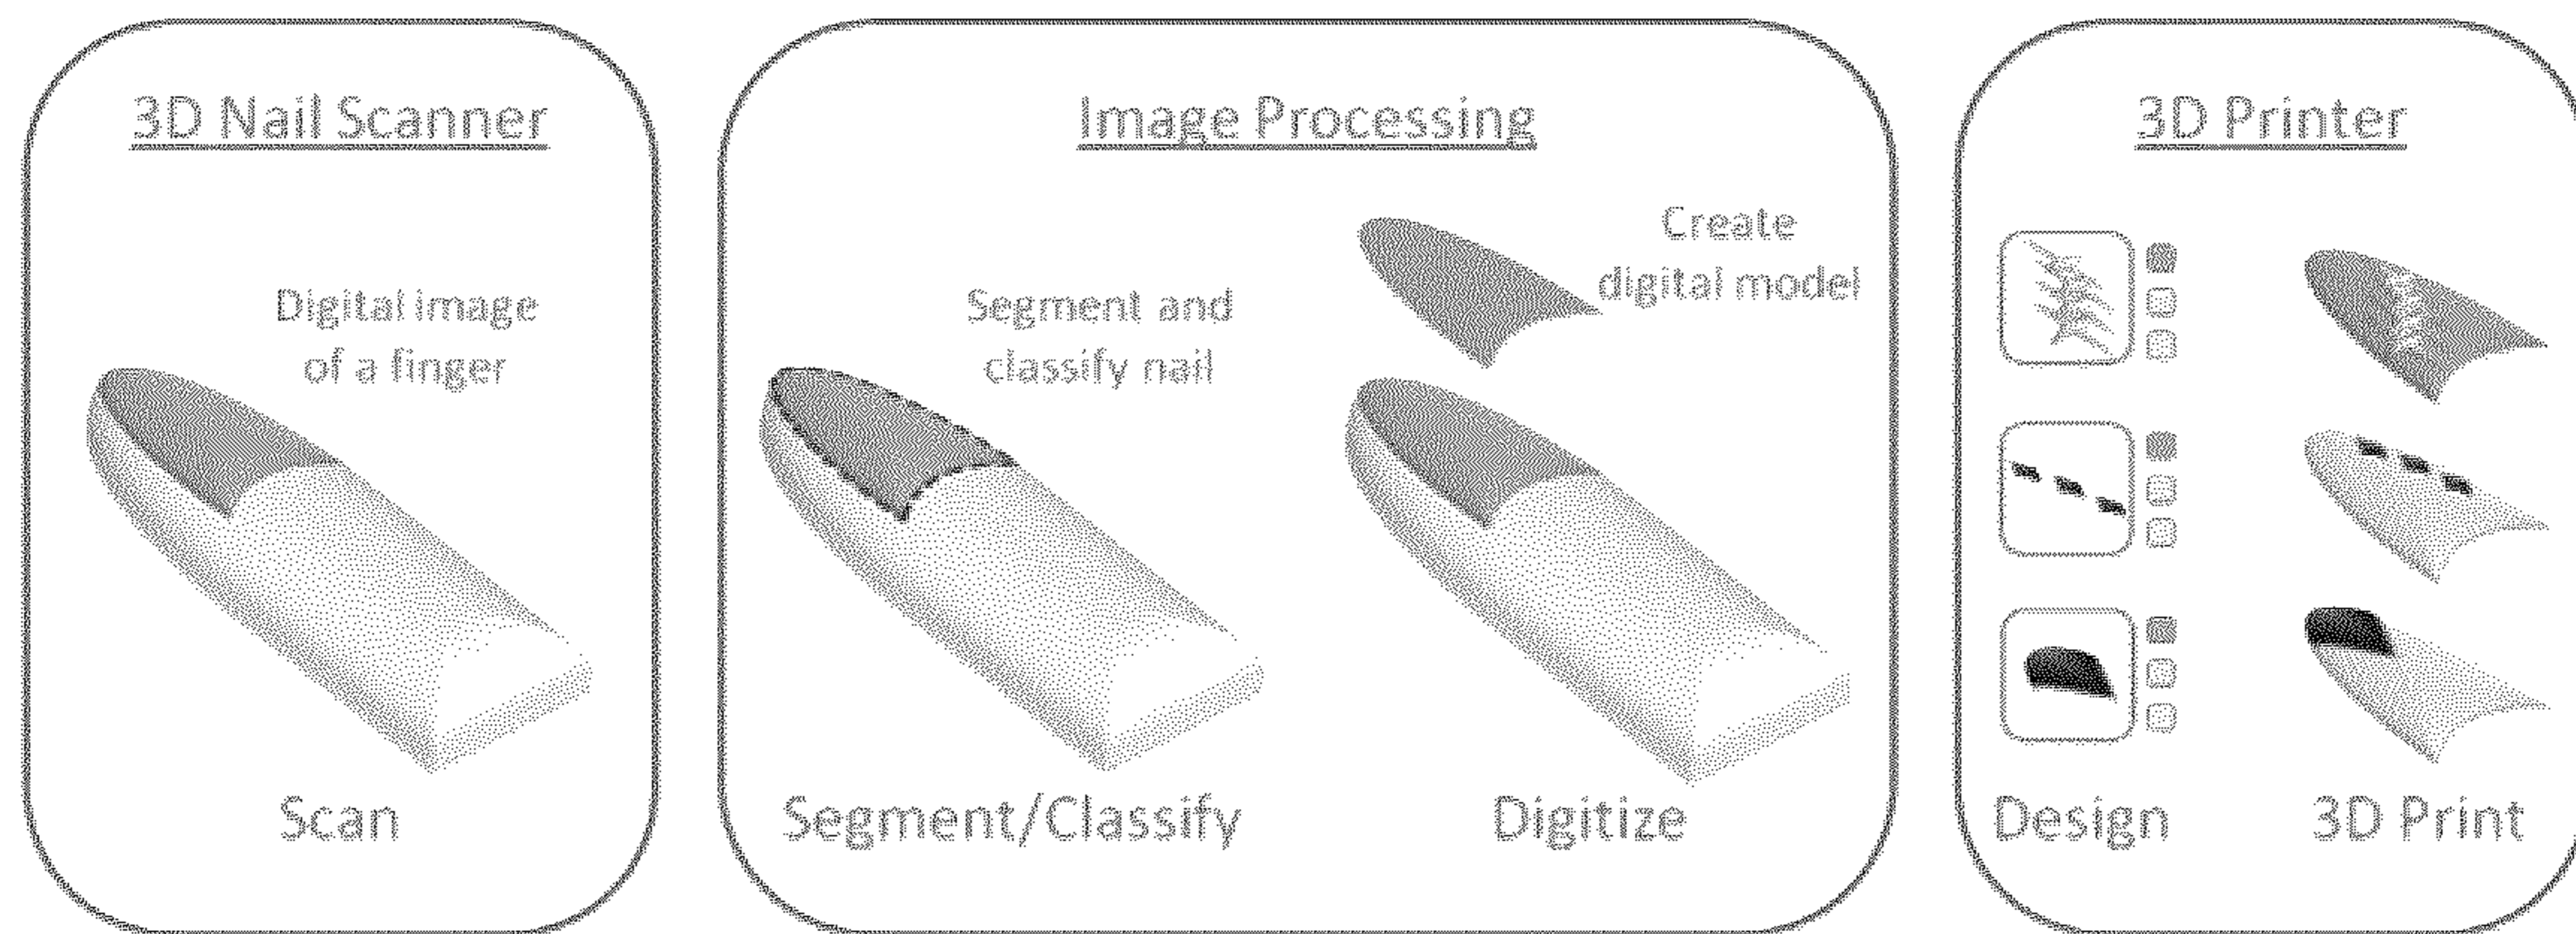 3D Nail Scanner
Digital image
of a finger
Scan
Image Processing
Segment and
classify nail
Create
digital model
Segment/Classify
Digitize
3D Printer
Design
3D Print